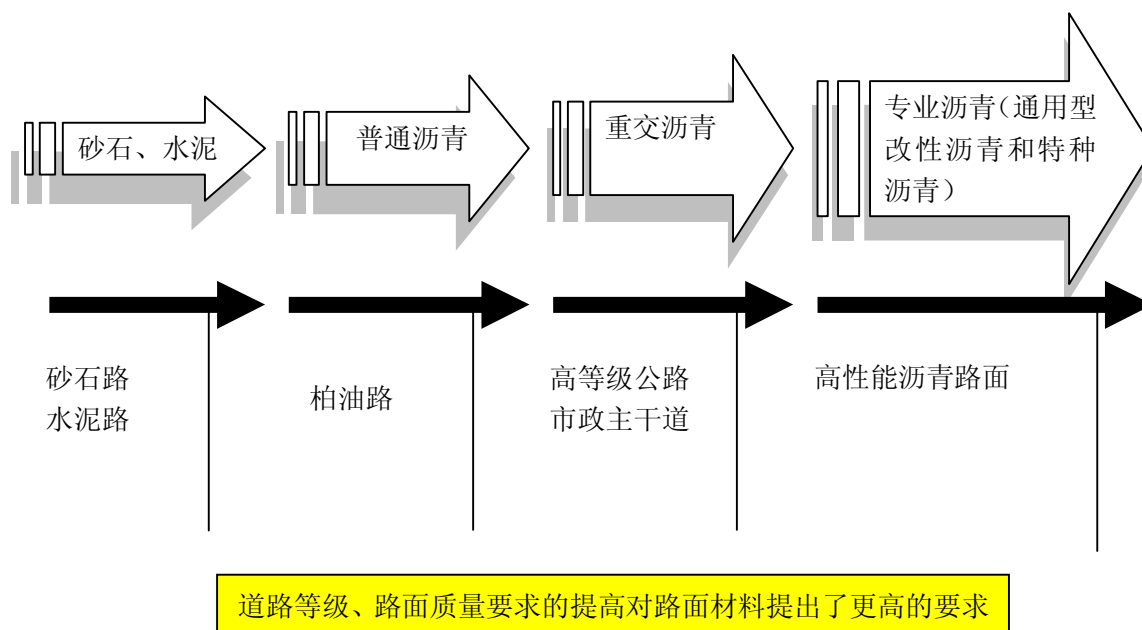 砂石、水泥
普通沥青
重交沥青
专业沥青（通用型
改性沥青和特种
沥青）
砂石路
水泥路
柏油路
高等级公路
市政主干道
高性能沥青路面
道路等级、路面质量要求的提高对路面材料提出了更高的要求